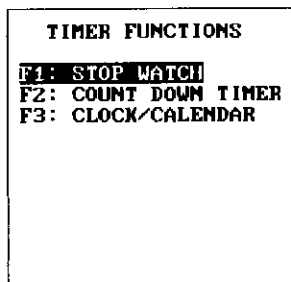 TIMER FUNCTIONS
F1: STOP WATCH
F2: COUNT DOWN TIMER
F3: CLOCK/CALENDAR